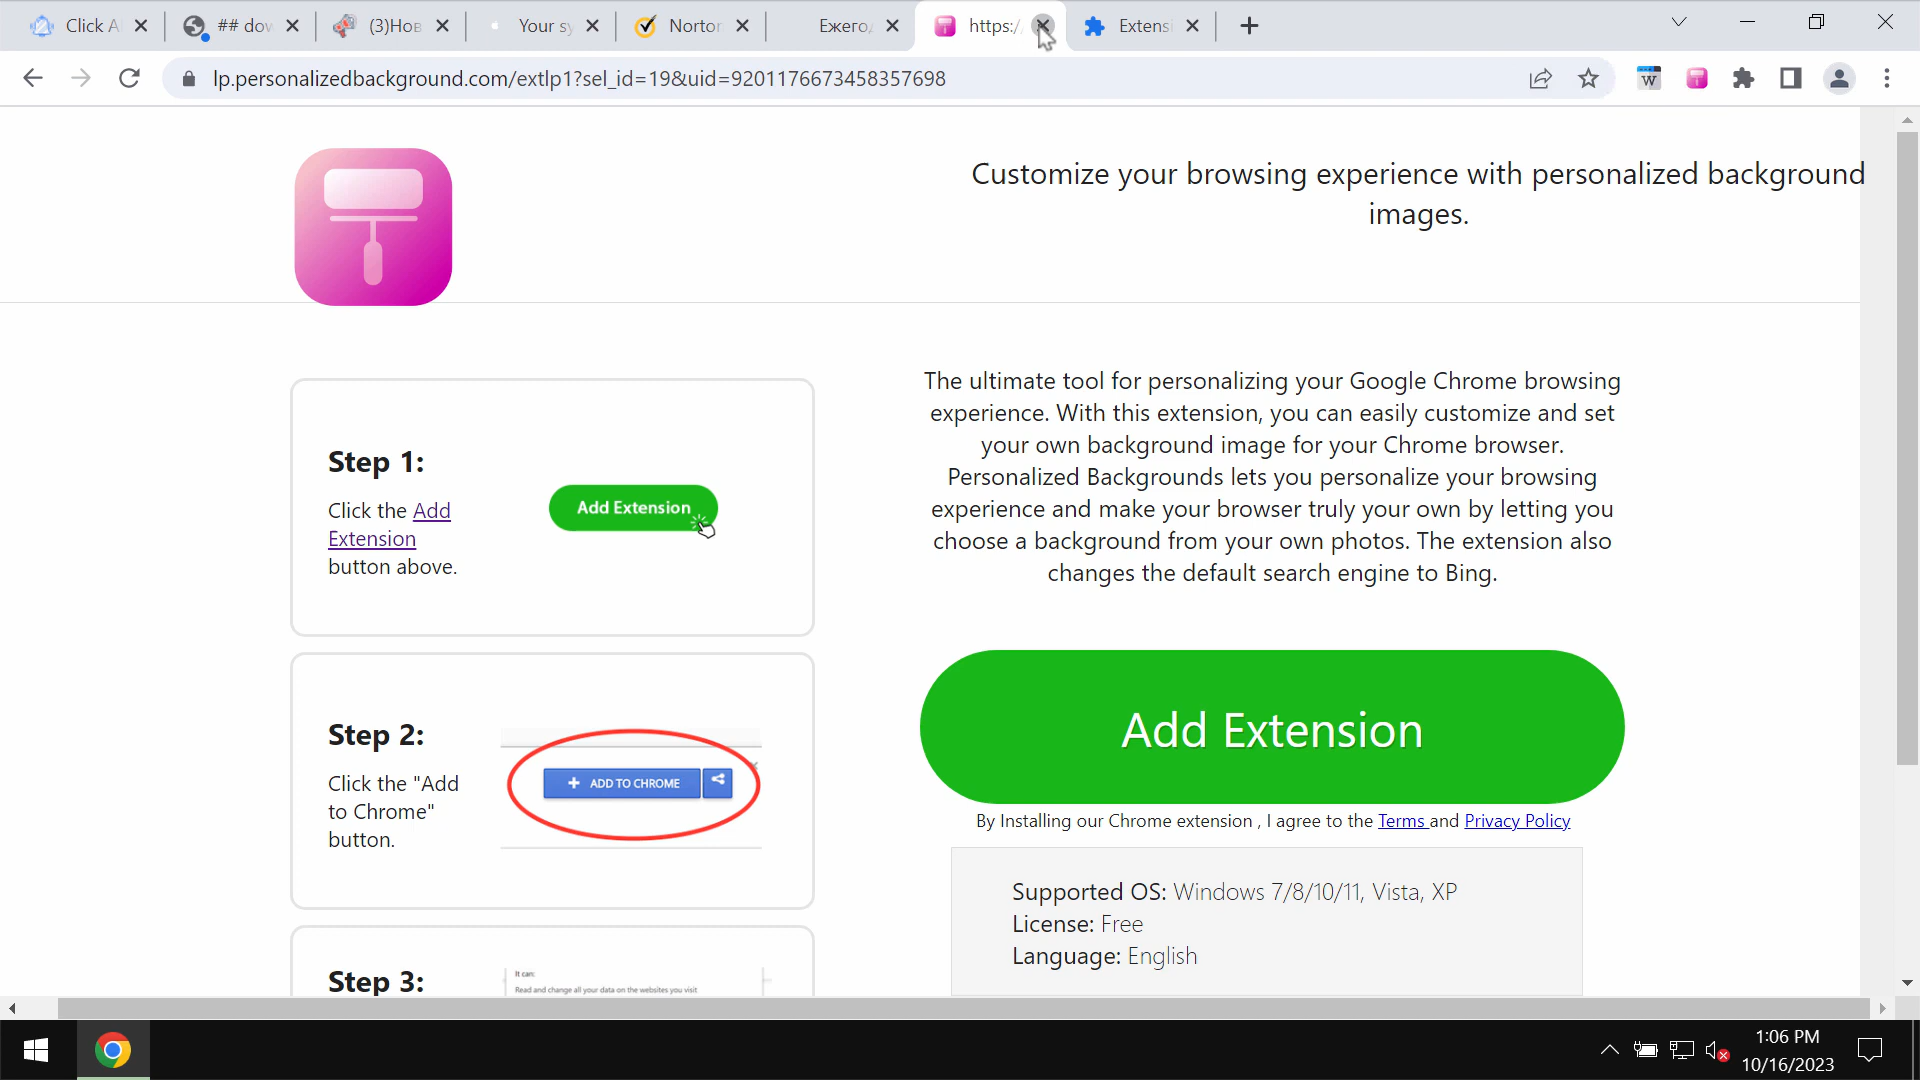 Click A
## dow
(3)Нов
Your sy
Norton
Ежего
https:/
Extensi
lp.personalizedbackground.com/extlp1?sel_id=19&uid=9201176673458357698
W
Customize your browsing experience with personalized background
images.
Step 1:
Click the Add
Extension
button above.
Add Extension
The ultimate tool for personalizing your Google Chrome browsing
experience. With this extension, you can easily customize and set
your own background image for your Chrome browser.
Personalized Backgrounds lets you personalize your browsing
experience and make your browser truly your own by letting you
choose a background from your own photos. The extension also
changes the default search engine to Bing.
Step 2:
Click the "Add
to Chrome"
button.
ADD TO CHROME
Add Extension
By Installing our Chrome extension , I agree to the Terms and Privacy Policy
Supported OS: Windows 7/8/10/11, Vista, XP
License: Free
Language: English
Step 3:
It can:
Read and change all your data on the websites you visit
1:06 PM
10/16/2023